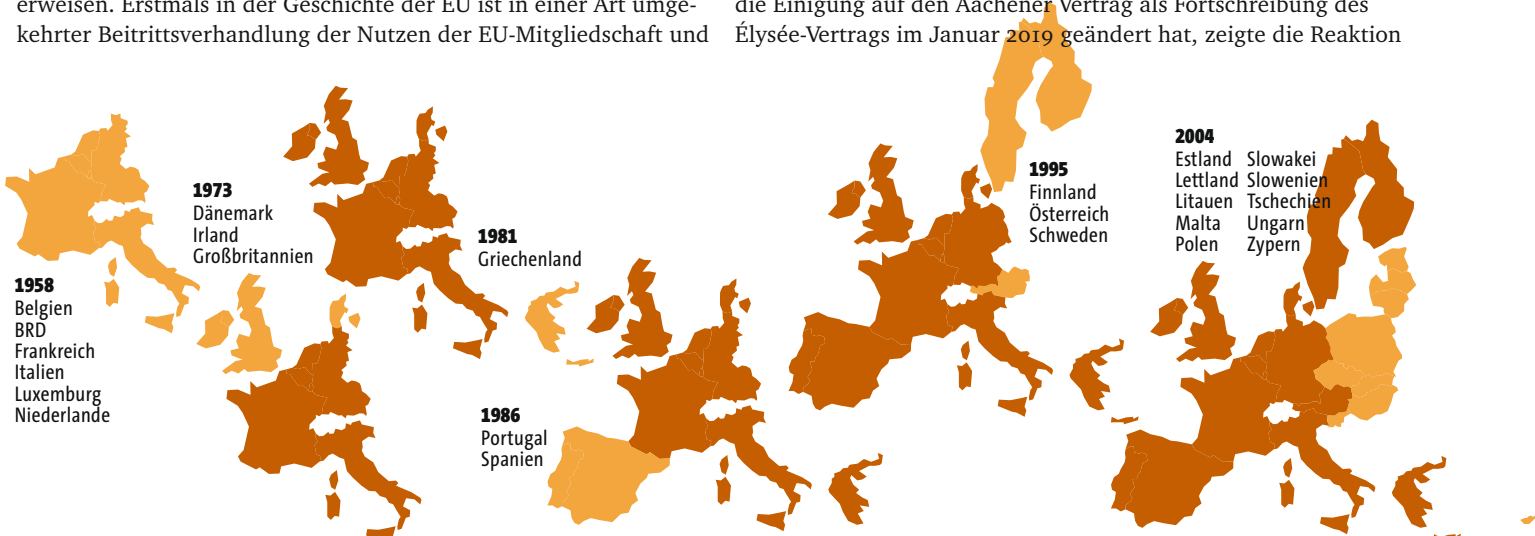 erweisen. Erstmals in der Geschichte der EU ist in einer Art umge-
kehrter Beitrittsverhandlung der Nutzen der EU-Mitgliedschaft und
die Einigung auf den Aachener Vertrag als Fortschreibung des
Élysée-Vertrags im Januar 2019 geändert hat, zeigte die Reaktion
1958
Belgien
BRD
Frankreich
Italien
Luxemburg
Niederlande
1973
Dänemark
Irland
Großbritannien
1981
Griechenland
1986
Portugal
Spanien
1995
Finnland
Österreich
Schweden
2004
Estland Slowakei
Lettland Slowenien
Litauen Tschechien
Malta Ungarn
Polen Zypern